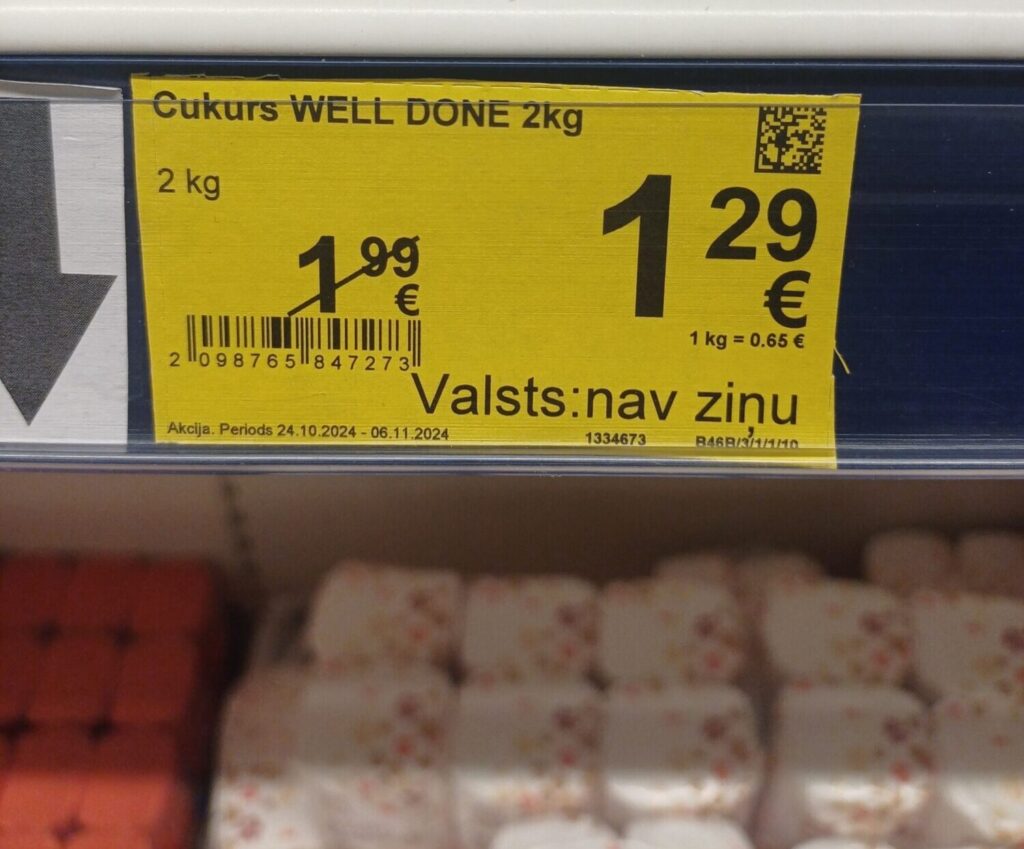 Cukurs WELL DONE 2kg
2 kg
1 99 €
1 29 €
1 kg = 0.65 €
2 098765 847273
Valsts:nav ziņu
Akcija. Periods 24.10.2024 - 06.11.2024
1334673
B46B/3/1/1/10